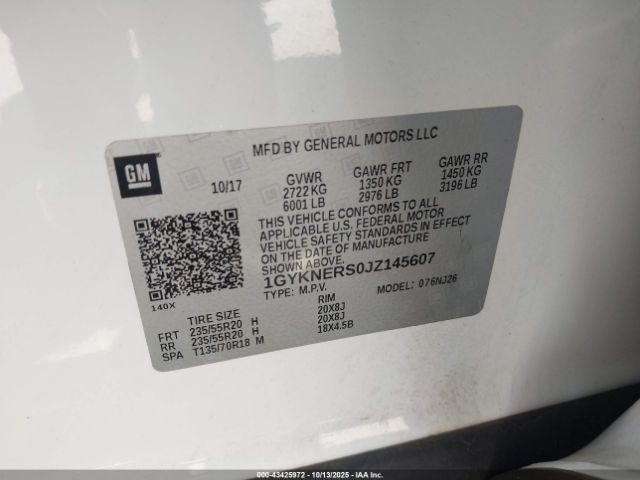 MFD BY GENERAL MOTORS LLC
GM
10/17
GVWR GAWR FRT GAWR RR
2722 KG 1350 KG 1450 KG
6001 LB 2976 LB 3196 LB
THIS VEHICLE CONFORMS TO ALL
APPLICABLE U.S. FEDERAL MOTOR
VEHICLE SAFETY STANDARDS IN EFFECT
ON THE DATE OF MANUFACTURE
SHOWN ABOVE.
1GYKNERS0JZ145607
TYPE: M.P.V. MODEL: 076NJ26
140X
TIRE SIZE RIM
FRT 235/55R20 H 20X8J
RR 235/55R20 H 20X8J
SPA T135/70R18 M 18X4.5B
00-43425972 - 10/13/2025 - IAA Inc.